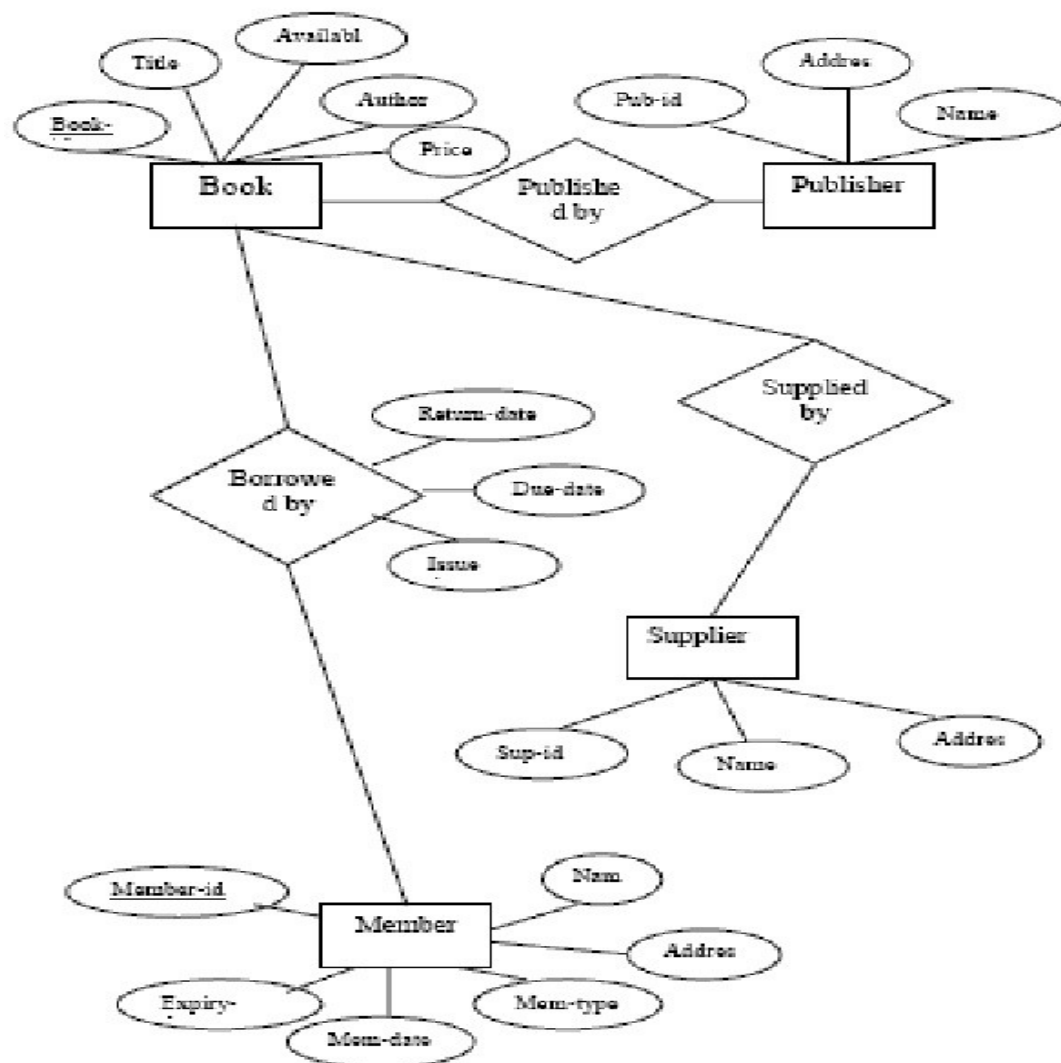 Availabl
Title
Addres
Book-
Author
Pub-id
Name
Price
Book
Publishe
d by
Publisher
Supplied
by
Return-date
Borrowe
d by
Due-date
Issue
Supplier
Sup-id
Name
Addres
Member-id
Nam
Member
Addres
Expiry-
Mem-type
Mem-date